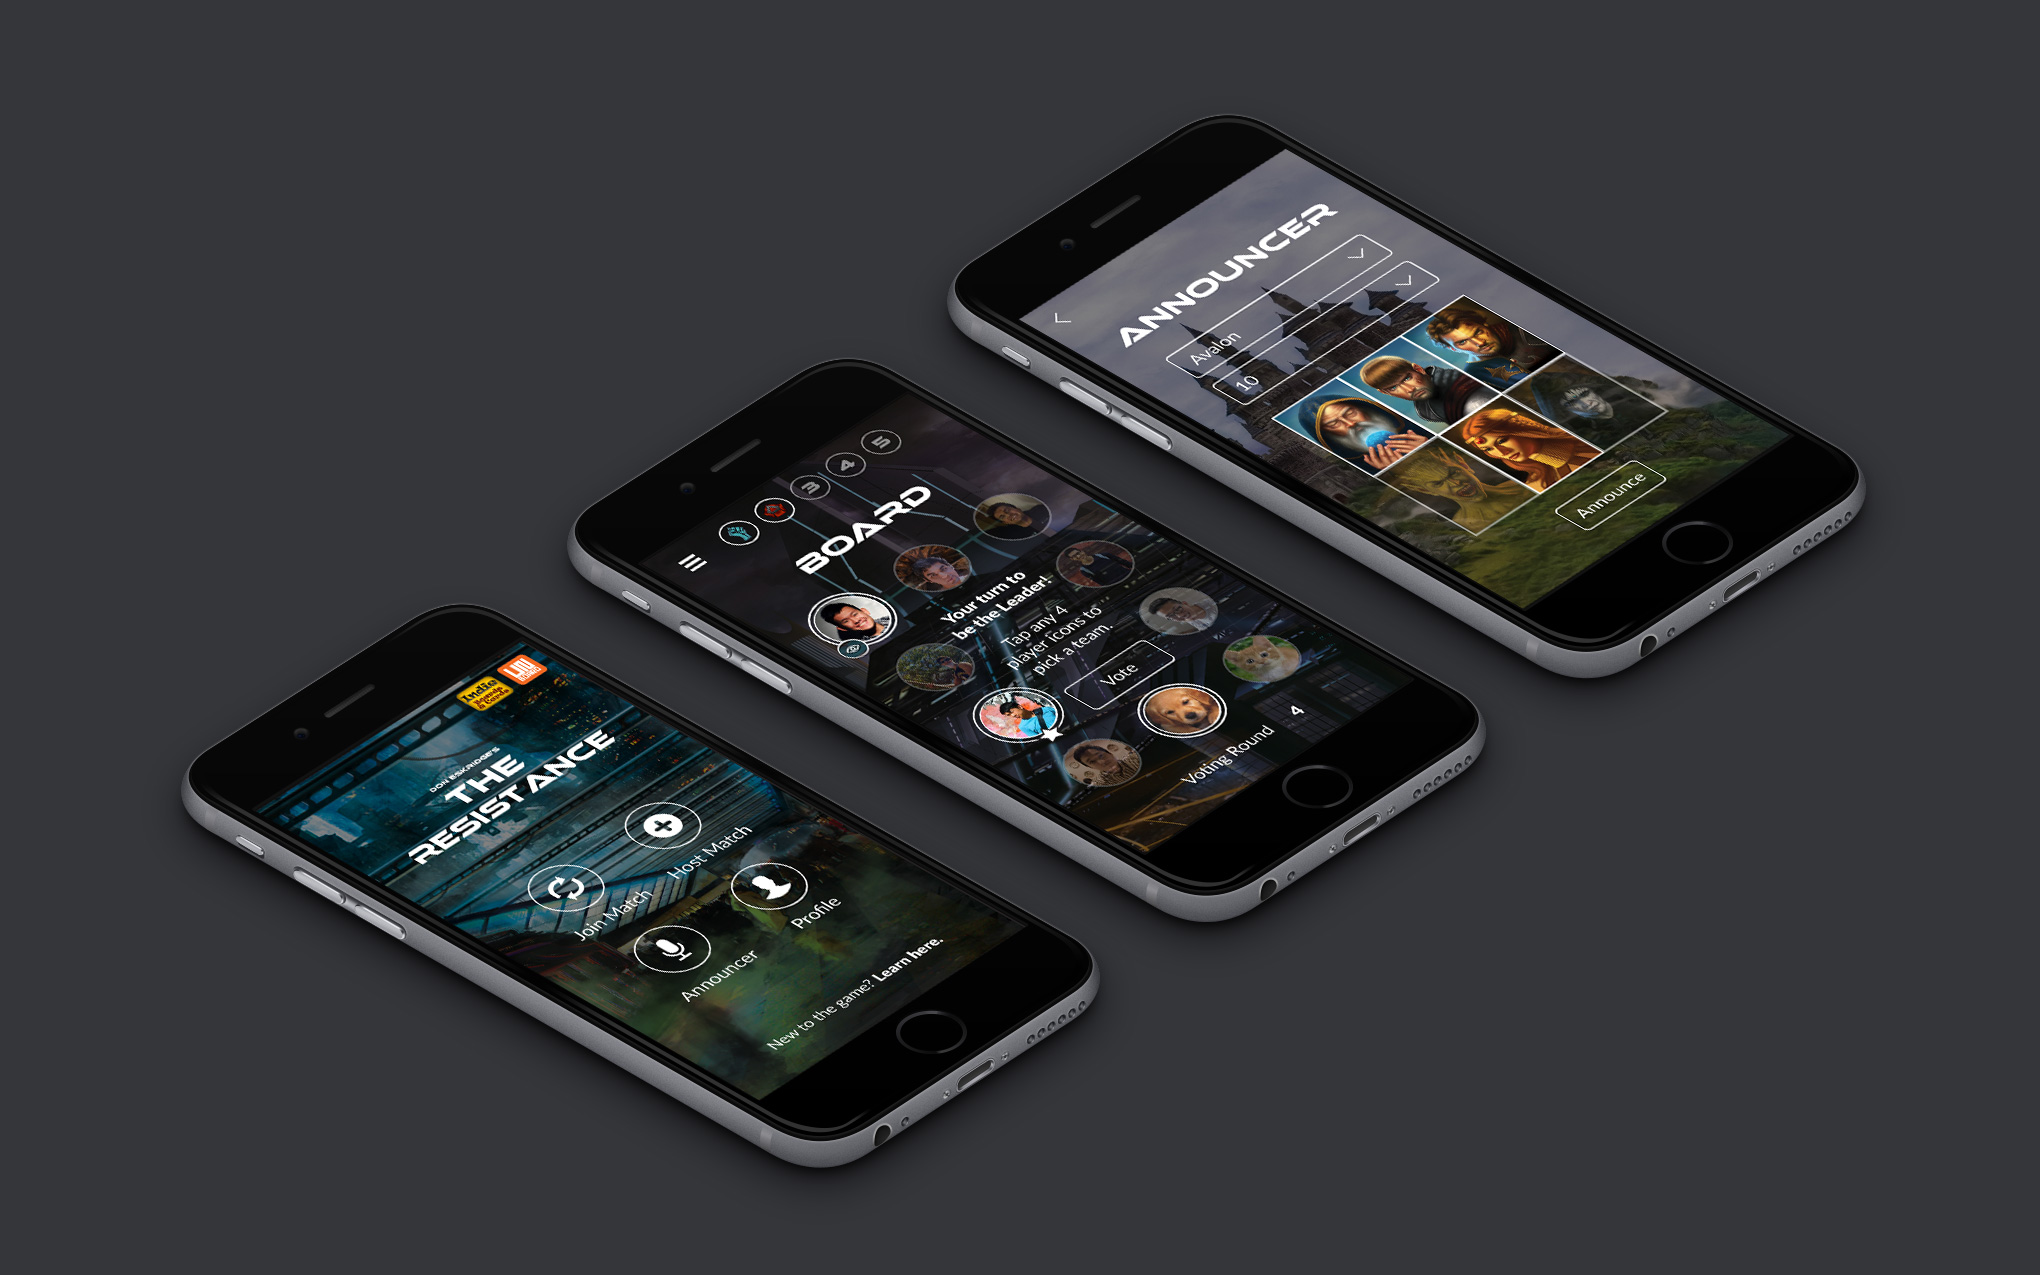 Indie
Boards
& Cards
DON ESKRIDGE'S
THE
RESISTANCE
Host Match
Join Match
Profile
Announcer
New to the game? Learn here.
3
4
5
BOARD
Your turn to
be the Leader!
Tap any 4
player icons to
pick a team.
Vote
Voting Round 4
ANNOUNCER
Avalon
10
Announce